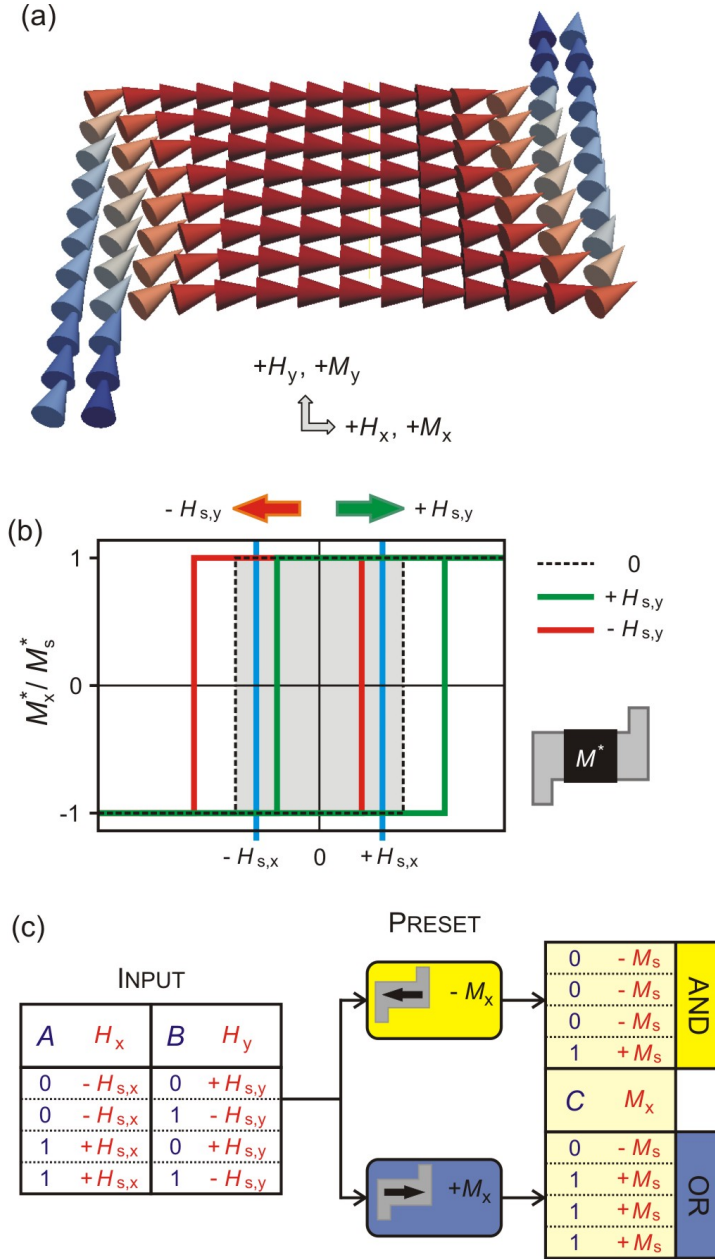 (a)
+Hy, +My
+Hx, +Mx
- Hs,y
+ Hs,y
(b)
1
0
-1
M*x / M*s
- Hs,x
0
+Hs,x
0
+ Hs,y
- Hs,y
M*
(c)
PRESET
INPUT
A Hx B Hy
0 - Hs,x 0 +Hs,y
0 - Hs,x 1 - Hs,y
1 +Hs,x 0 +Hs,y
1 +Hs,x 1 - Hs,y
- Mx
+Mx
0 - Ms
0 - Ms
0 - Ms
1 +Ms
AND
C Mx
0 - Ms
1 +Ms
1 +Ms
1 +Ms
OR